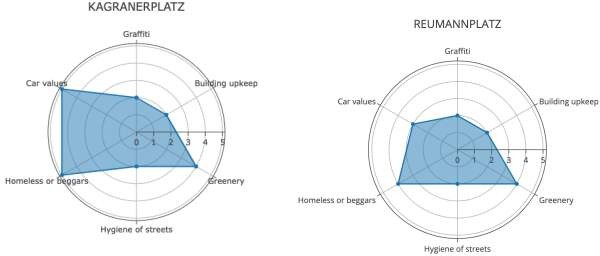 KAGRANERPLATZ
Graffiti
Car values
Building upkeep
0 1 2 3 4 5
Homeless or beggars
Greenery
Hygiene of streets
REUMANNPLATZ
Graffiti
Car values
Building upkeep
0 1 2 3 4 5
Homeless or beggars
Greenery
Hygiene of streets